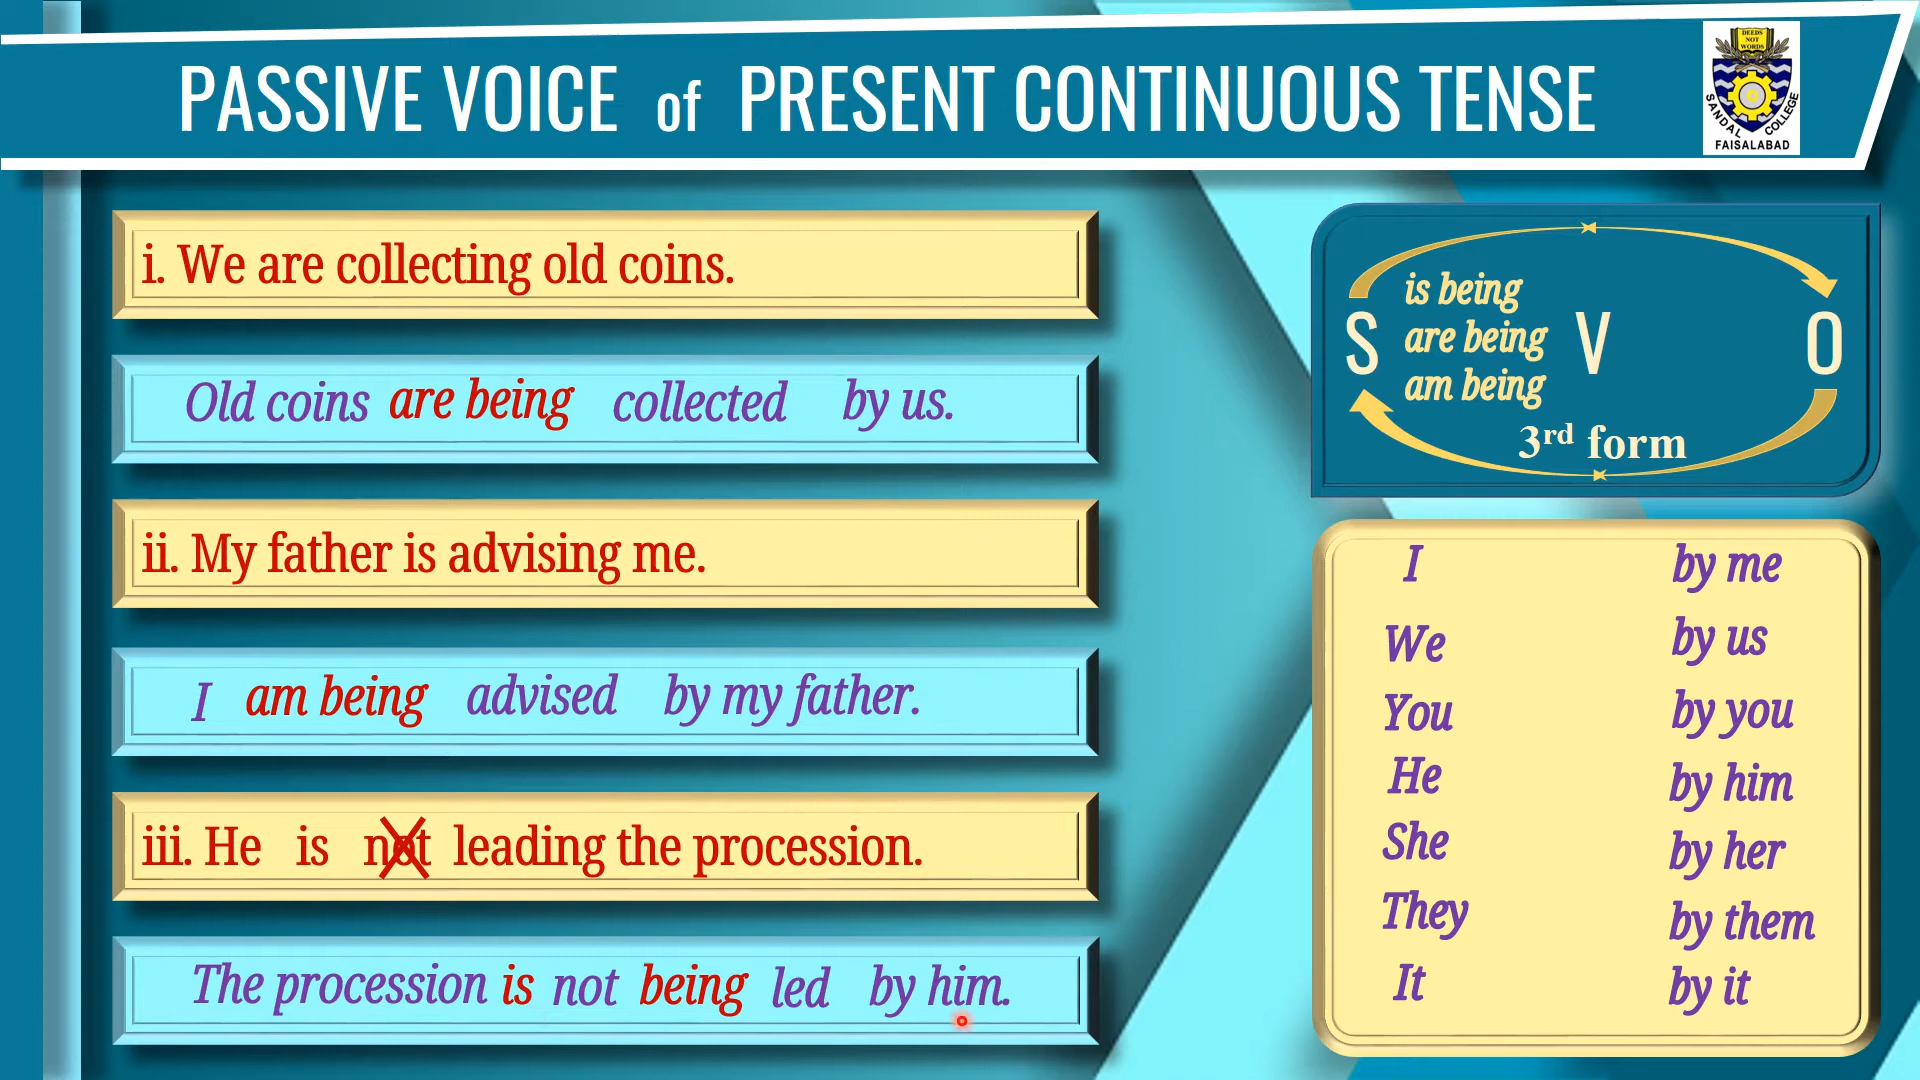 PASSIVE VOICE of PRESENT CONTINUOUS TENSE
DEEDS
NOT
WORDS
SANDAL COLLEGE
FAISALABAD
i. We are collecting old coins.
Old coins are being collected by us.
ii. My father is advising me.
I am being advised by my father.
iii. He is not leading the procession.
The procession is not being led by him.
is being
are being
am being
S V O
3rd form
I by me
We by us
You by you
He by him
She by her
They by them
It by it